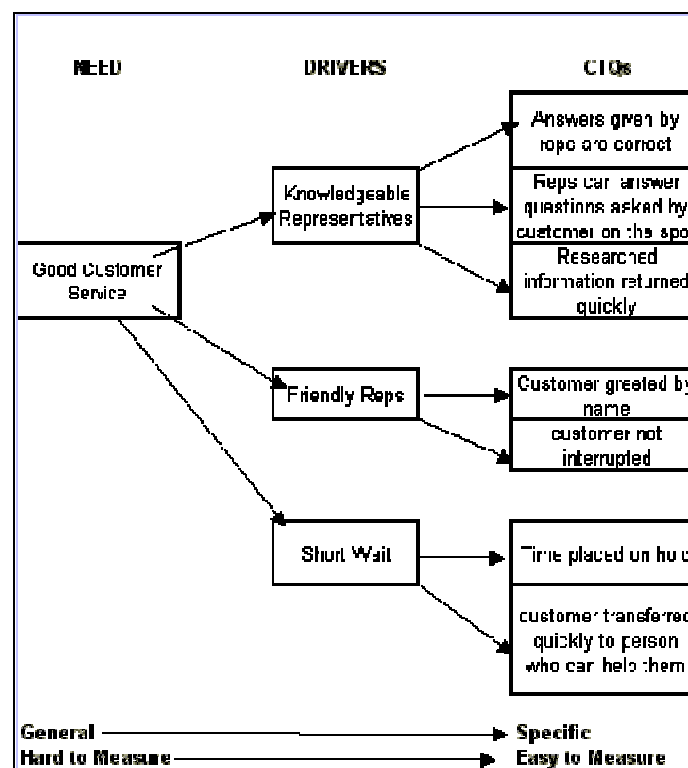 NEED DRIVERS CTQs
Answers given by
reps are correct
Knowledgeable
Representatives
Reps can answer
questions asked by
customer on the spo
Good Customer
Service
Researched
information returned
quickly
Friendly Reps
Customer greeted by
name
customer not
interrupted
Short Wait
Time placed on hold
customer transferred
quickly to person
who can help them
General
Specific
Hard to Measure
Easy to Measure